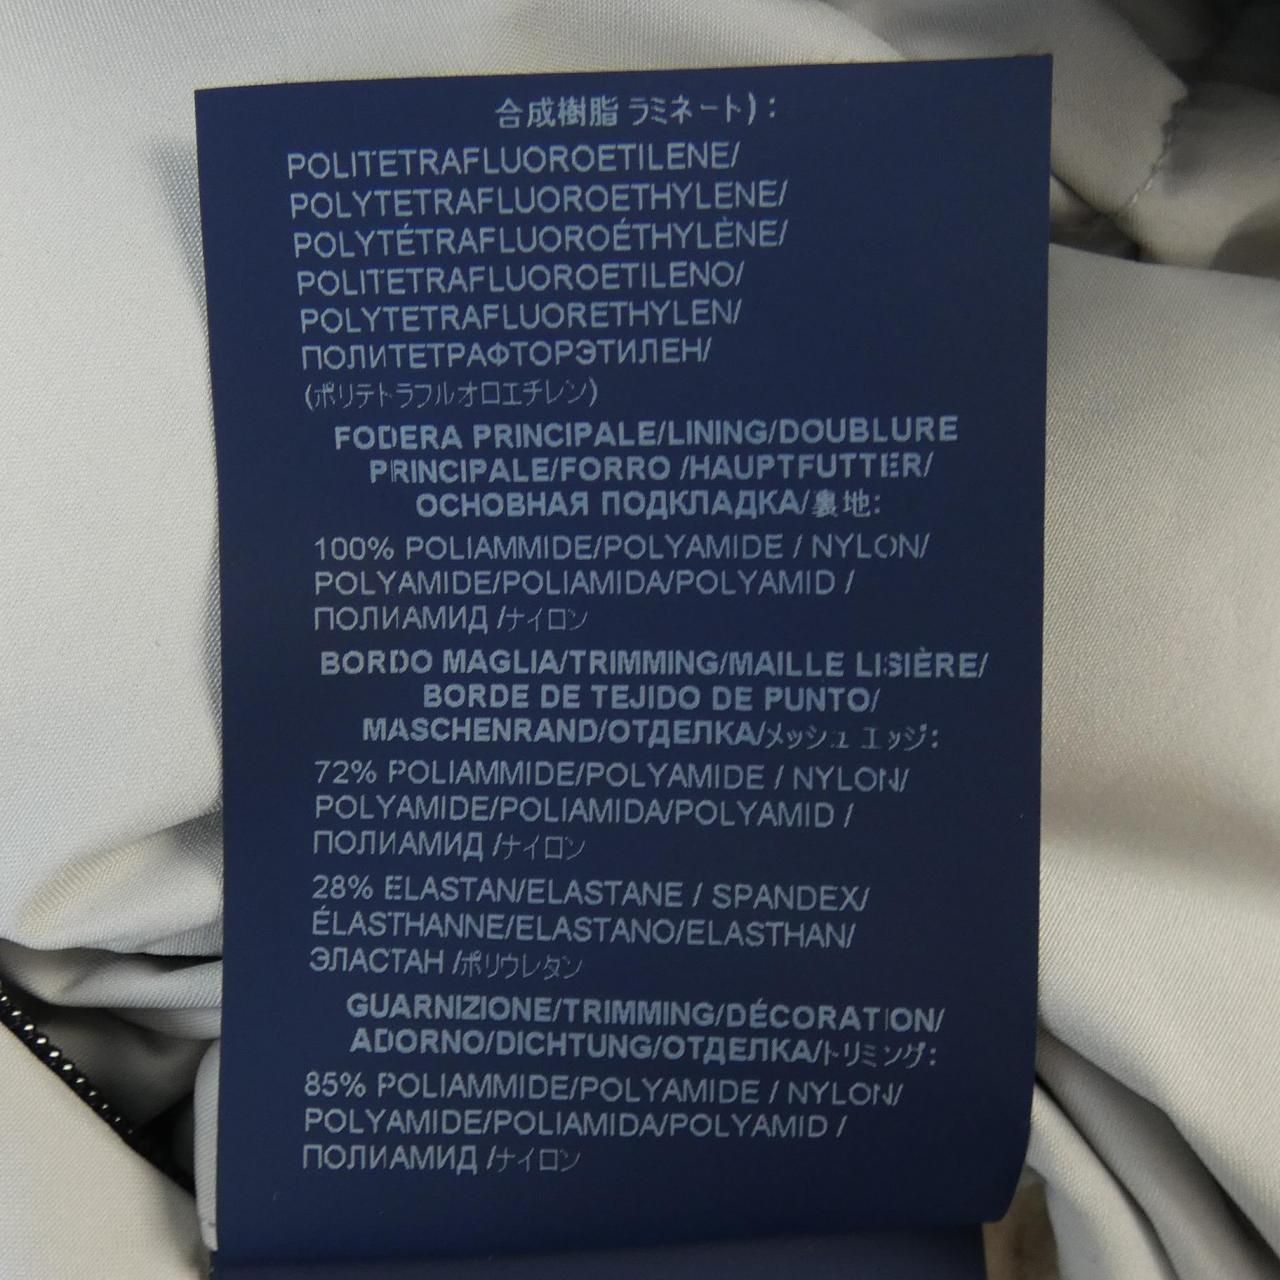 合成樹脂 ラミネート) :
POLITETRAFLUOROETILENE/
POLYTETRAFLUOROETHYLENE/
POLYTÉTRAFLUOROÉTHYLÈNE/
POLITETRAFLUOROETILENO/
POLYTETRAFLUORETHYLEN/
ПОЛИТЕТРАФТОРЭТИЛЕН/
(ポリテトラフルオロエチレン)
FODERA PRINCIPALE/LINING/DOUBLURE
PRINCIPALE/FORRO /HAUPTFUTTER/
ОСНОВНАЯ ПОДКЛАДКА/裏地:
100% POLIAMMIDE/POLYAMIDE / NYLON/
POLYAMIDE/POLIAMIDA/POLYAMID /
ПОЛИАМИД /ナイロン
BORDO MAGLIA/TRIMMING/MAILLE LISIÈRE/
BORDE DE TEJIDO DE PUNTO/
MASCHENRAND/ОТДЕЛКА/メッシュ エッジ:
72% POLIAMMIDE/POLYAMIDE / NYLON/
POLYAMIDE/POLIAMIDA/POLYAMID /
ПОЛИАМИД /ナイロン
28% ELASTAN/ELASTANE / SPANDEX/
ÉLASTHANNE/ELASTANO/ELASTHAN/
ЭЛАСТАН /ポリウレタン
GUARNIZIONE/TRIMMING/DÉCORATION/
ADORNO/DICHTUNG/ОТДЕЛКА/トリミング:
85% POLIAMMIDE/POLYAMIDE / NYLON/
POLYAMIDE/POLIAMIDA/POLYAMID /
ПОЛИАМИД /ナイロン